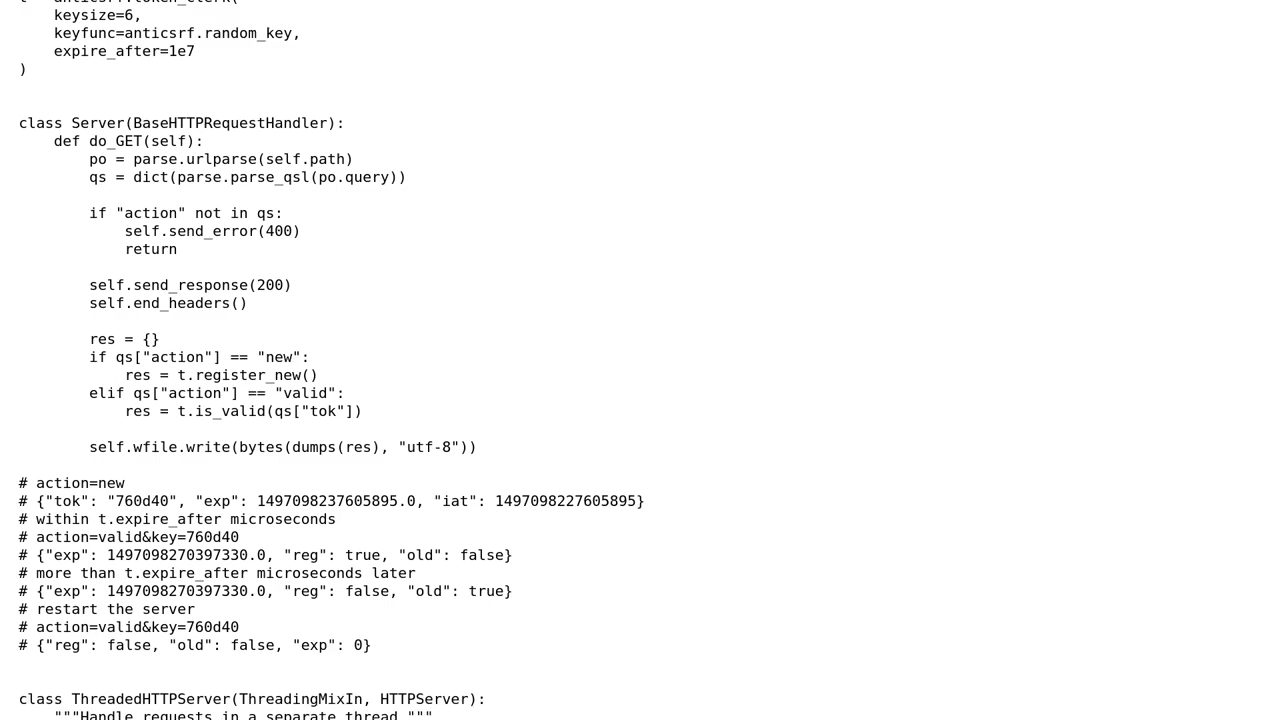 keysize=6,
    keyfunc=anticsrf.random_key,
    expire_after=1e7
)


class Server(BaseHTTPRequestHandler):
    def do_GET(self):
        po = parse.urlparse(self.path)
        qs = dict(parse.parse_qsl(po.query))

        if "action" not in qs:
            self.send_error(400)
            return

        self.send_response(200)
        self.end_headers()

        res = {}
        if qs["action"] == "new":
            res = t.register_new()
        elif qs["action"] == "valid":
            res = t.is_valid(qs["tok"])

        self.wfile.write(bytes(dumps(res), "utf-8"))

# action=new
# {"tok": "760d40", "exp": 1497098237605895.0, "iat": 1497098227605895}
# within t.expire_after microseconds
# action=valid&key=760d40
# {"exp": 1497098270397330.0, "reg": true, "old": false}
# more than t.expire_after microseconds later
# {"exp": 1497098270397330.0, "reg": false, "old": true}
# restart the server
# action=valid&key=760d40
# {"reg": false, "old": false, "exp": 0}


class ThreadedHTTPServer(ThreadingMixIn, HTTPServer):
    """Handle requests in a separate thread."""